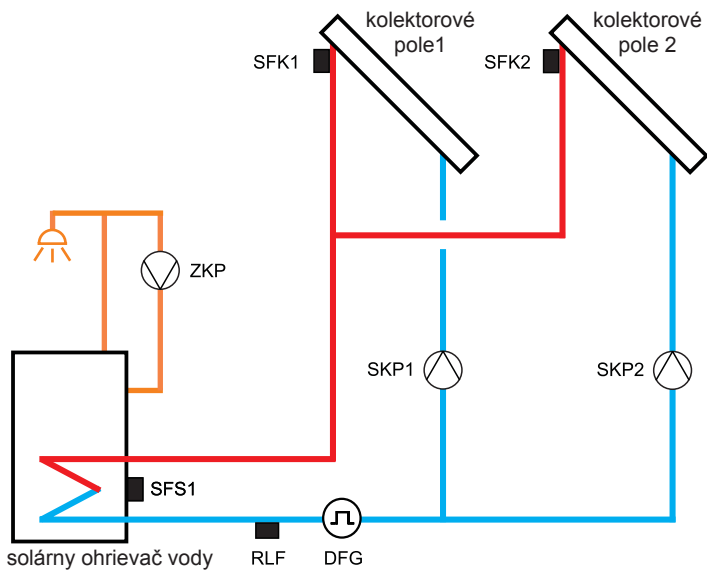 kolektorové
pole1
kolektorové
pole 2
SFK1
SFK2
ZKP
SKP1
SKP2
SFS1
solárny ohrievač vody
RLF
DFG